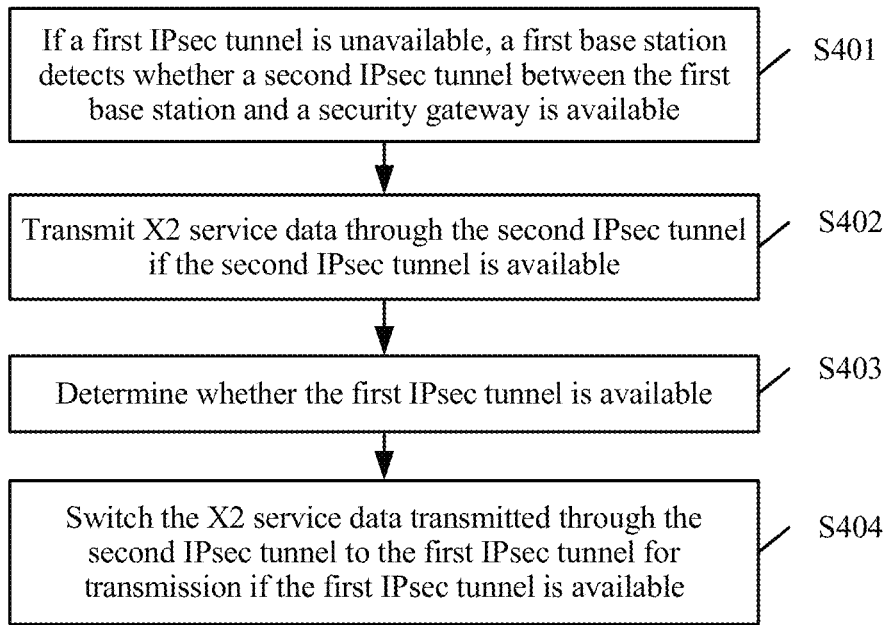 If a first IPsec tunnel is unavailable, a first base station
detects whether a second IPsec tunnel between the first
base station and a security gateway is available
S401
Transmit X2 service data through the second IPsec tunnel
if the second IPsec tunnel is available
S402
Determine whether the first IPsec tunnel is available
S403
Switch the X2 service data transmitted through the
second IPsec tunnel to the first IPsec tunnel for
transmission if the first IPsec tunnel is available
S404